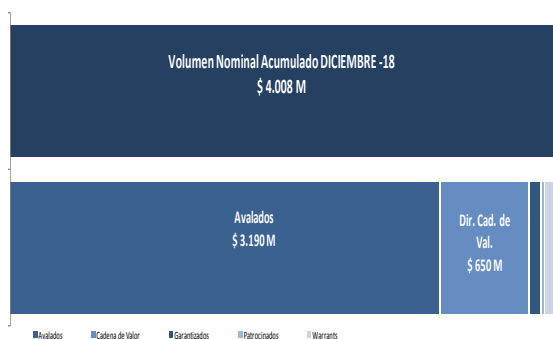 Volumen Nominal Acumulado DICIEMBRE -18
$ 4.008 M
Avalados
$ 3.190 M
Dir. Cad. de
Val.
$ 650 M
Avalados Cadena de Valor Garantizados Patrocinados Warrants